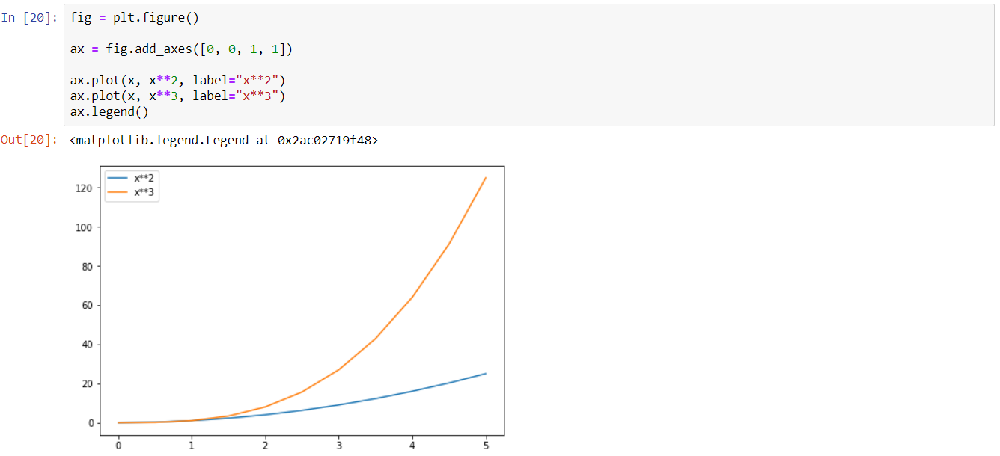 In [20]: fig = plt.figure()
ax = fig.add_axes([0, 0, 1, 1])
ax.plot(x, x**2, label="x**2")
ax.plot(x, x**3, label="x**3")
ax.legend()
Out[20]: <matplotlib.legend.Legend at 0x2ac02719f48>
x**2
x**3
120
100
80
60
40
20
0
0 1 2 3 4 5